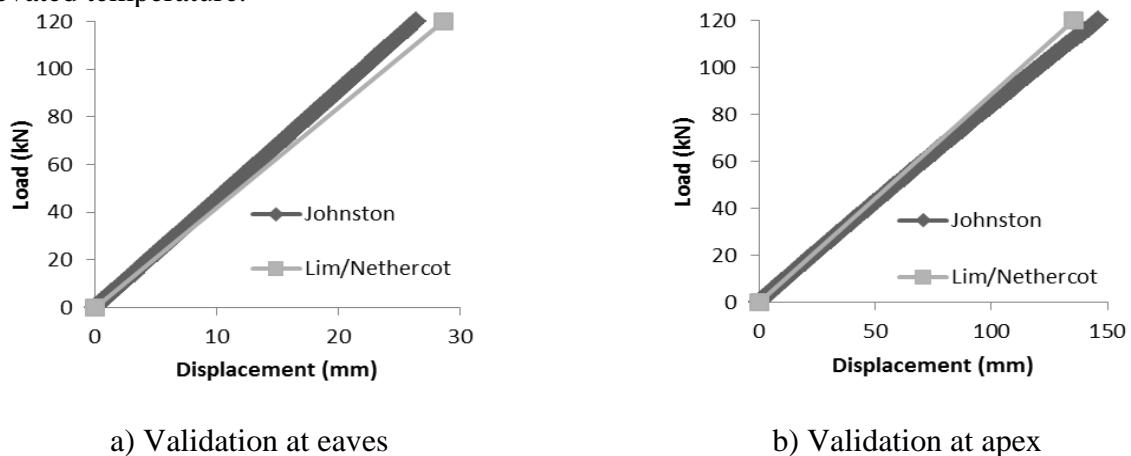 evated temperature.
120
100
80
60
40
20
0
Load (kN)
Johnston
Lim/Nethercot
0 10 20 30
Displacement (mm)
a) Validation at eaves
120
100
80
60
40
20
0
Load (kN)
Johnston
Lim/Nethercot
0 50 100 150
Displacement (mm)
b) Validation at apex